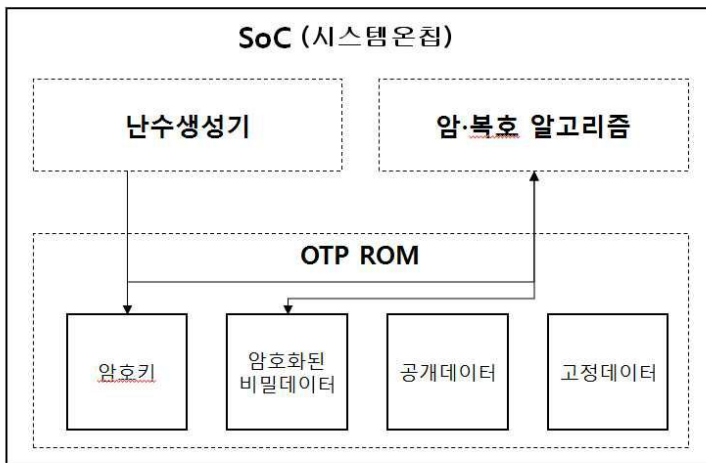 SoC (시스템온칩)
난수생성기
암·복호 알고리즘
OTP ROM
암호키
암호화된
비밀데이터
공개데이터
고정데이터